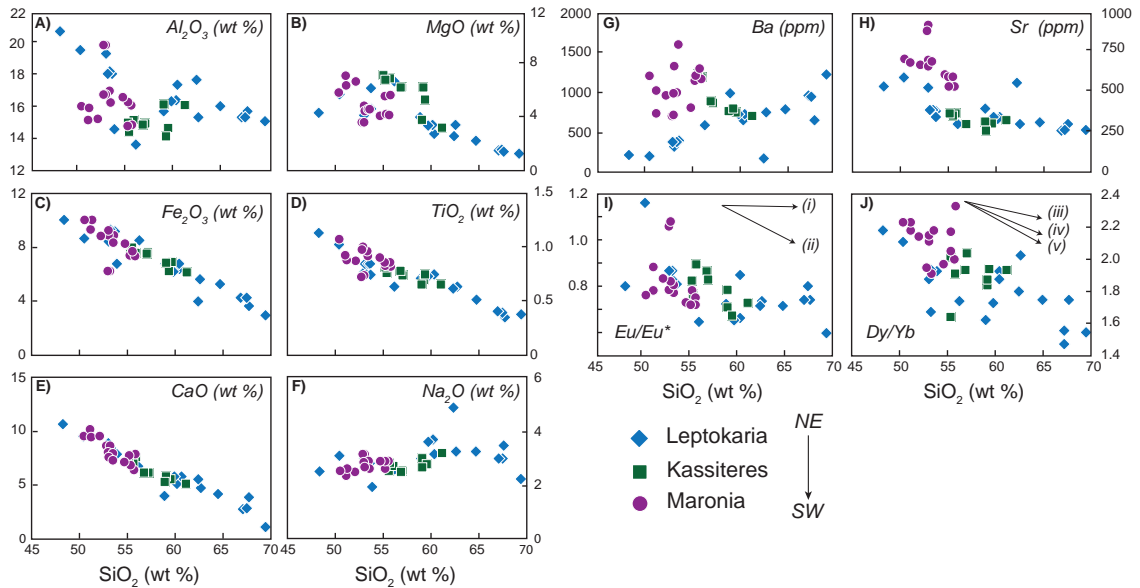 A) Al2O3 (wt %)
22
20
18
16
14
12
B) MgO (wt %)
12
8
4
0
G) Ba (ppm)
2000
1500
1000
500
0
H) Sr (ppm)
1000
750
500
250
0
C) Fe2O3 (wt %)
12
8
4
0
D) TiO2 (wt %)
1.5
1.0
0.5
0.0
I)
(i)
(ii)
Eu/Eu*
1.2
1.0
0.8
0.6
J)
(iii)
(iv)
(v)
Dy/Yb
2.4
2.2
2.0
1.8
1.6
1.4
45 50 55 60 65 70
45 50 55 60 65 70
SiO2 (wt %)
SiO2 (wt %)
E) CaO (wt %)
15
10
5
0
F) Na2O (wt %)
6
4
2
0
45 50 55 60 65 70
50 55 60 65 70
SiO2 (wt %)
SiO2 (wt %)
Leptokaria
Kassiteres
Maronia
NE
SW